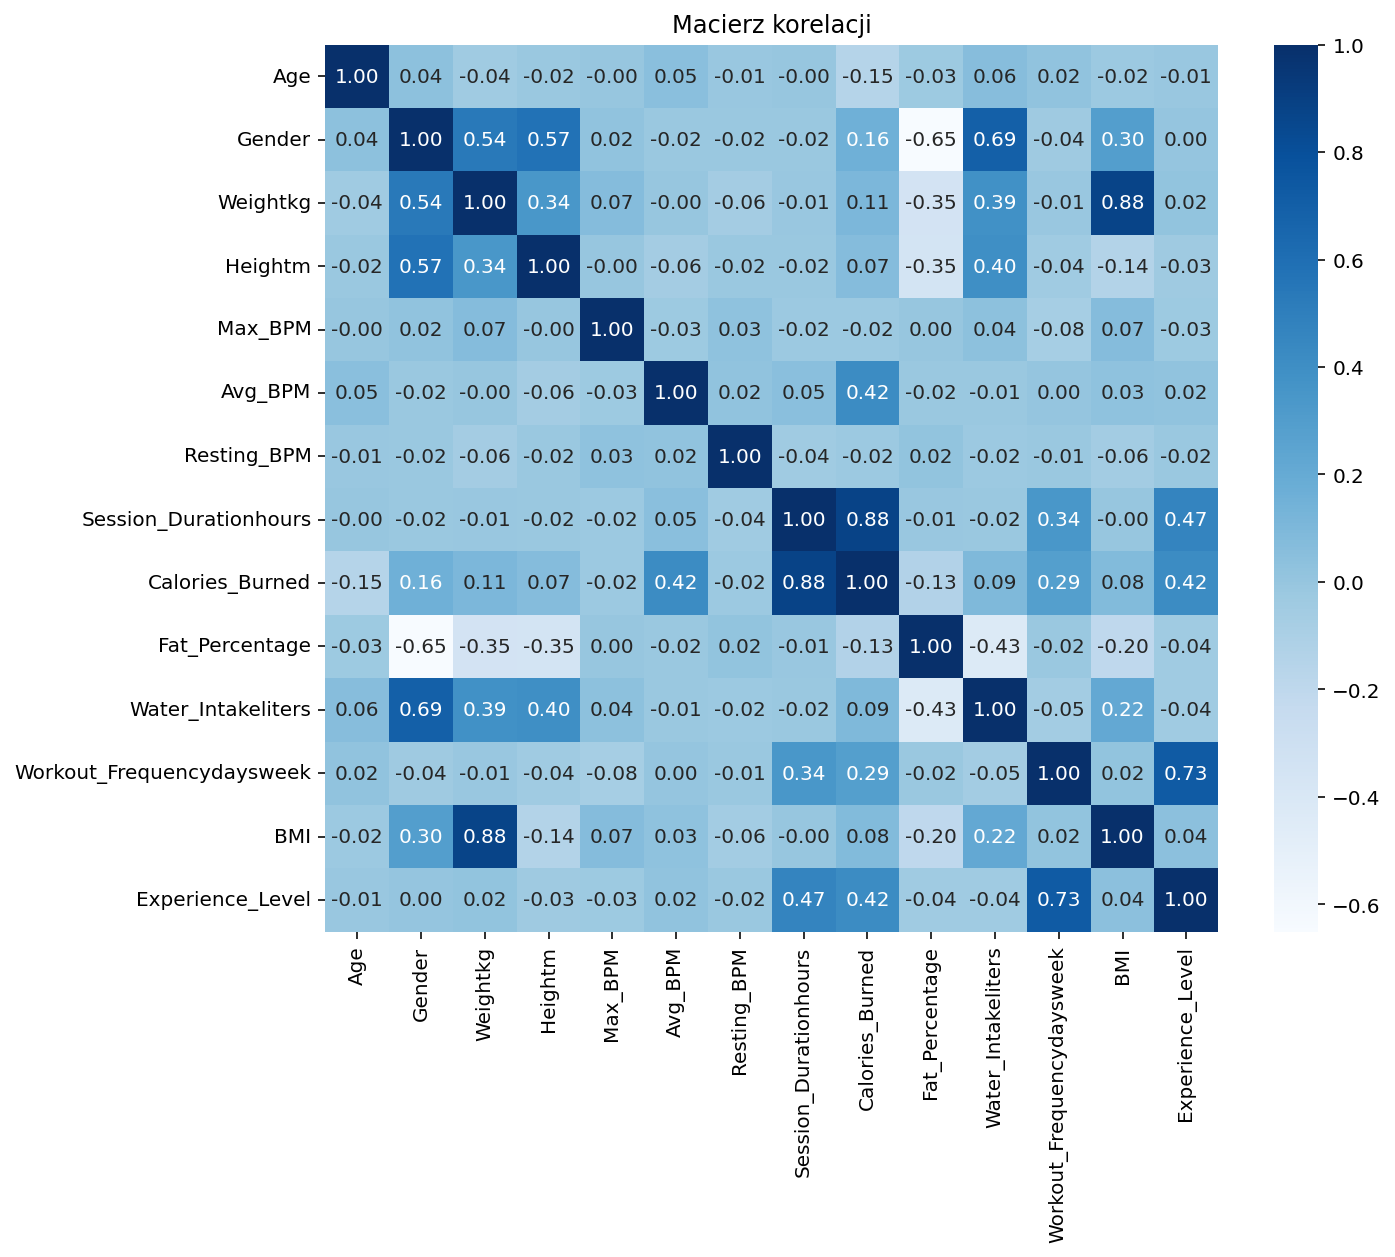 Macierz korelacji
Age 1.00 0.04 -0.04 -0.02 -0.00 0.05 -0.01 -0.00 -0.15 -0.03 0.06 0.02 -0.02 -0.01
Gender 0.04 1.00 0.54 0.57 0.02 -0.02 -0.02 -0.02 0.16 -0.65 0.69 -0.04 0.30 0.00
Weightkg -0.04 0.54 1.00 0.34 0.07 -0.00 -0.06 -0.01 0.11 -0.35 0.39 -0.01 0.88 0.02
Heightm -0.02 0.57 0.34 1.00 -0.00 -0.06 -0.02 -0.02 0.07 -0.35 0.40 -0.04 -0.14 -0.03
Max_BPM -0.00 0.02 0.07 -0.00 1.00 -0.03 0.03 -0.02 -0.02 0.00 0.04 -0.08 0.07 -0.03
Avg_BPM 0.05 -0.02 -0.00 -0.06 -0.03 1.00 0.02 0.05 0.42 -0.02 -0.01 0.00 0.03 0.02
Resting_BPM -0.01 -0.02 -0.06 -0.02 0.03 0.02 1.00 -0.04 -0.02 0.02 -0.02 -0.01 -0.06 -0.02
Session_Durationhours -0.00 -0.02 -0.01 -0.02 -0.02 0.05 -0.04 1.00 0.88 -0.01 -0.02 0.34 -0.00 0.47
Calories_Burned -0.15 0.16 0.11 0.07 -0.02 0.42 -0.02 0.88 1.00 -0.13 0.09 0.29 0.08 0.42
Fat_Percentage -0.03 -0.65 -0.35 -0.35 0.00 -0.02 0.02 -0.01 -0.13 1.00 -0.43 -0.02 -0.20 -0.04
Water_Intakeliters 0.06 0.69 0.39 0.40 0.04 -0.01 -0.02 -0.02 0.09 -0.43 1.00 -0.05 0.22 -0.04
Workout_Frequencydaysweek 0.02 -0.04 -0.01 -0.04 -0.08 0.00 -0.01 0.34 0.29 -0.02 -0.05 1.00 0.02 0.73
BMI -0.02 0.30 0.88 -0.14 0.07 0.03 -0.06 -0.00 0.08 -0.20 0.22 0.02 1.00 0.04
Experience_Level -0.01 0.00 0.02 -0.03 -0.03 0.02 -0.02 0.47 0.42 -0.04 -0.04 0.73 0.04 1.00
Age
Gender
Weightkg
Heightm
Max_BPM
Avg_BPM
Resting_BPM
Session_Durationhours
Calories_Burned
Fat_Percentage
Water_Intakeliters
Workout_Frequencydaysweek
BMI
Experience_Level
1.0
0.8
0.6
0.4
0.2
0.0
−0.2
−0.4
−0.6